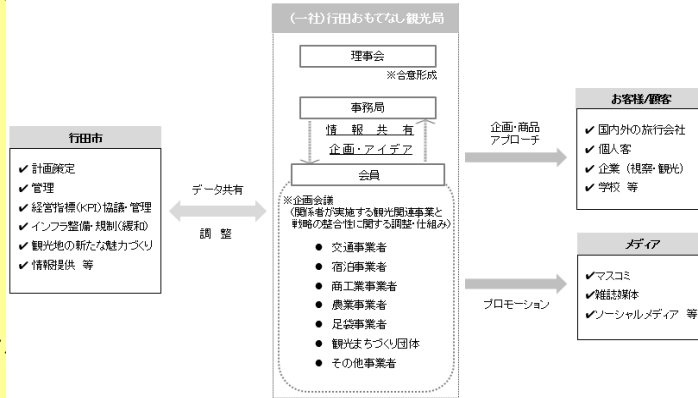 (一社)行田おもてなし観光局
理事会
※合意形成
事務局
情報共有
企画・アイデア
会員
※企画会議
(関係者が実施する観光関連事業と
戦略の整合性に関する調整・仕組み)
● 交通事業者
● 宿泊事業者
● 商工業事業者
● 農業事業者
● 足袋事業者
● 観光まちづくり団体
● その他事業者
行田市
✔ 計画策定
✔ 管理
✔ 経営指標(KPI)協議・管理
✔ インフラ整備・規制(緩和)
✔ 観光地の新たな魅力づくり
✔ 情報提供 等
データ共有
調 整
企画・商品
アプローチ
プロモーション
お客様/顧客
✔ 国内外の旅行会社
✔ 個人客
✔ 企業（視察・観光）
✔ 学校 等
メディア
✔マスコミ
✔雑誌媒体
✔ソーシャルメディア 等